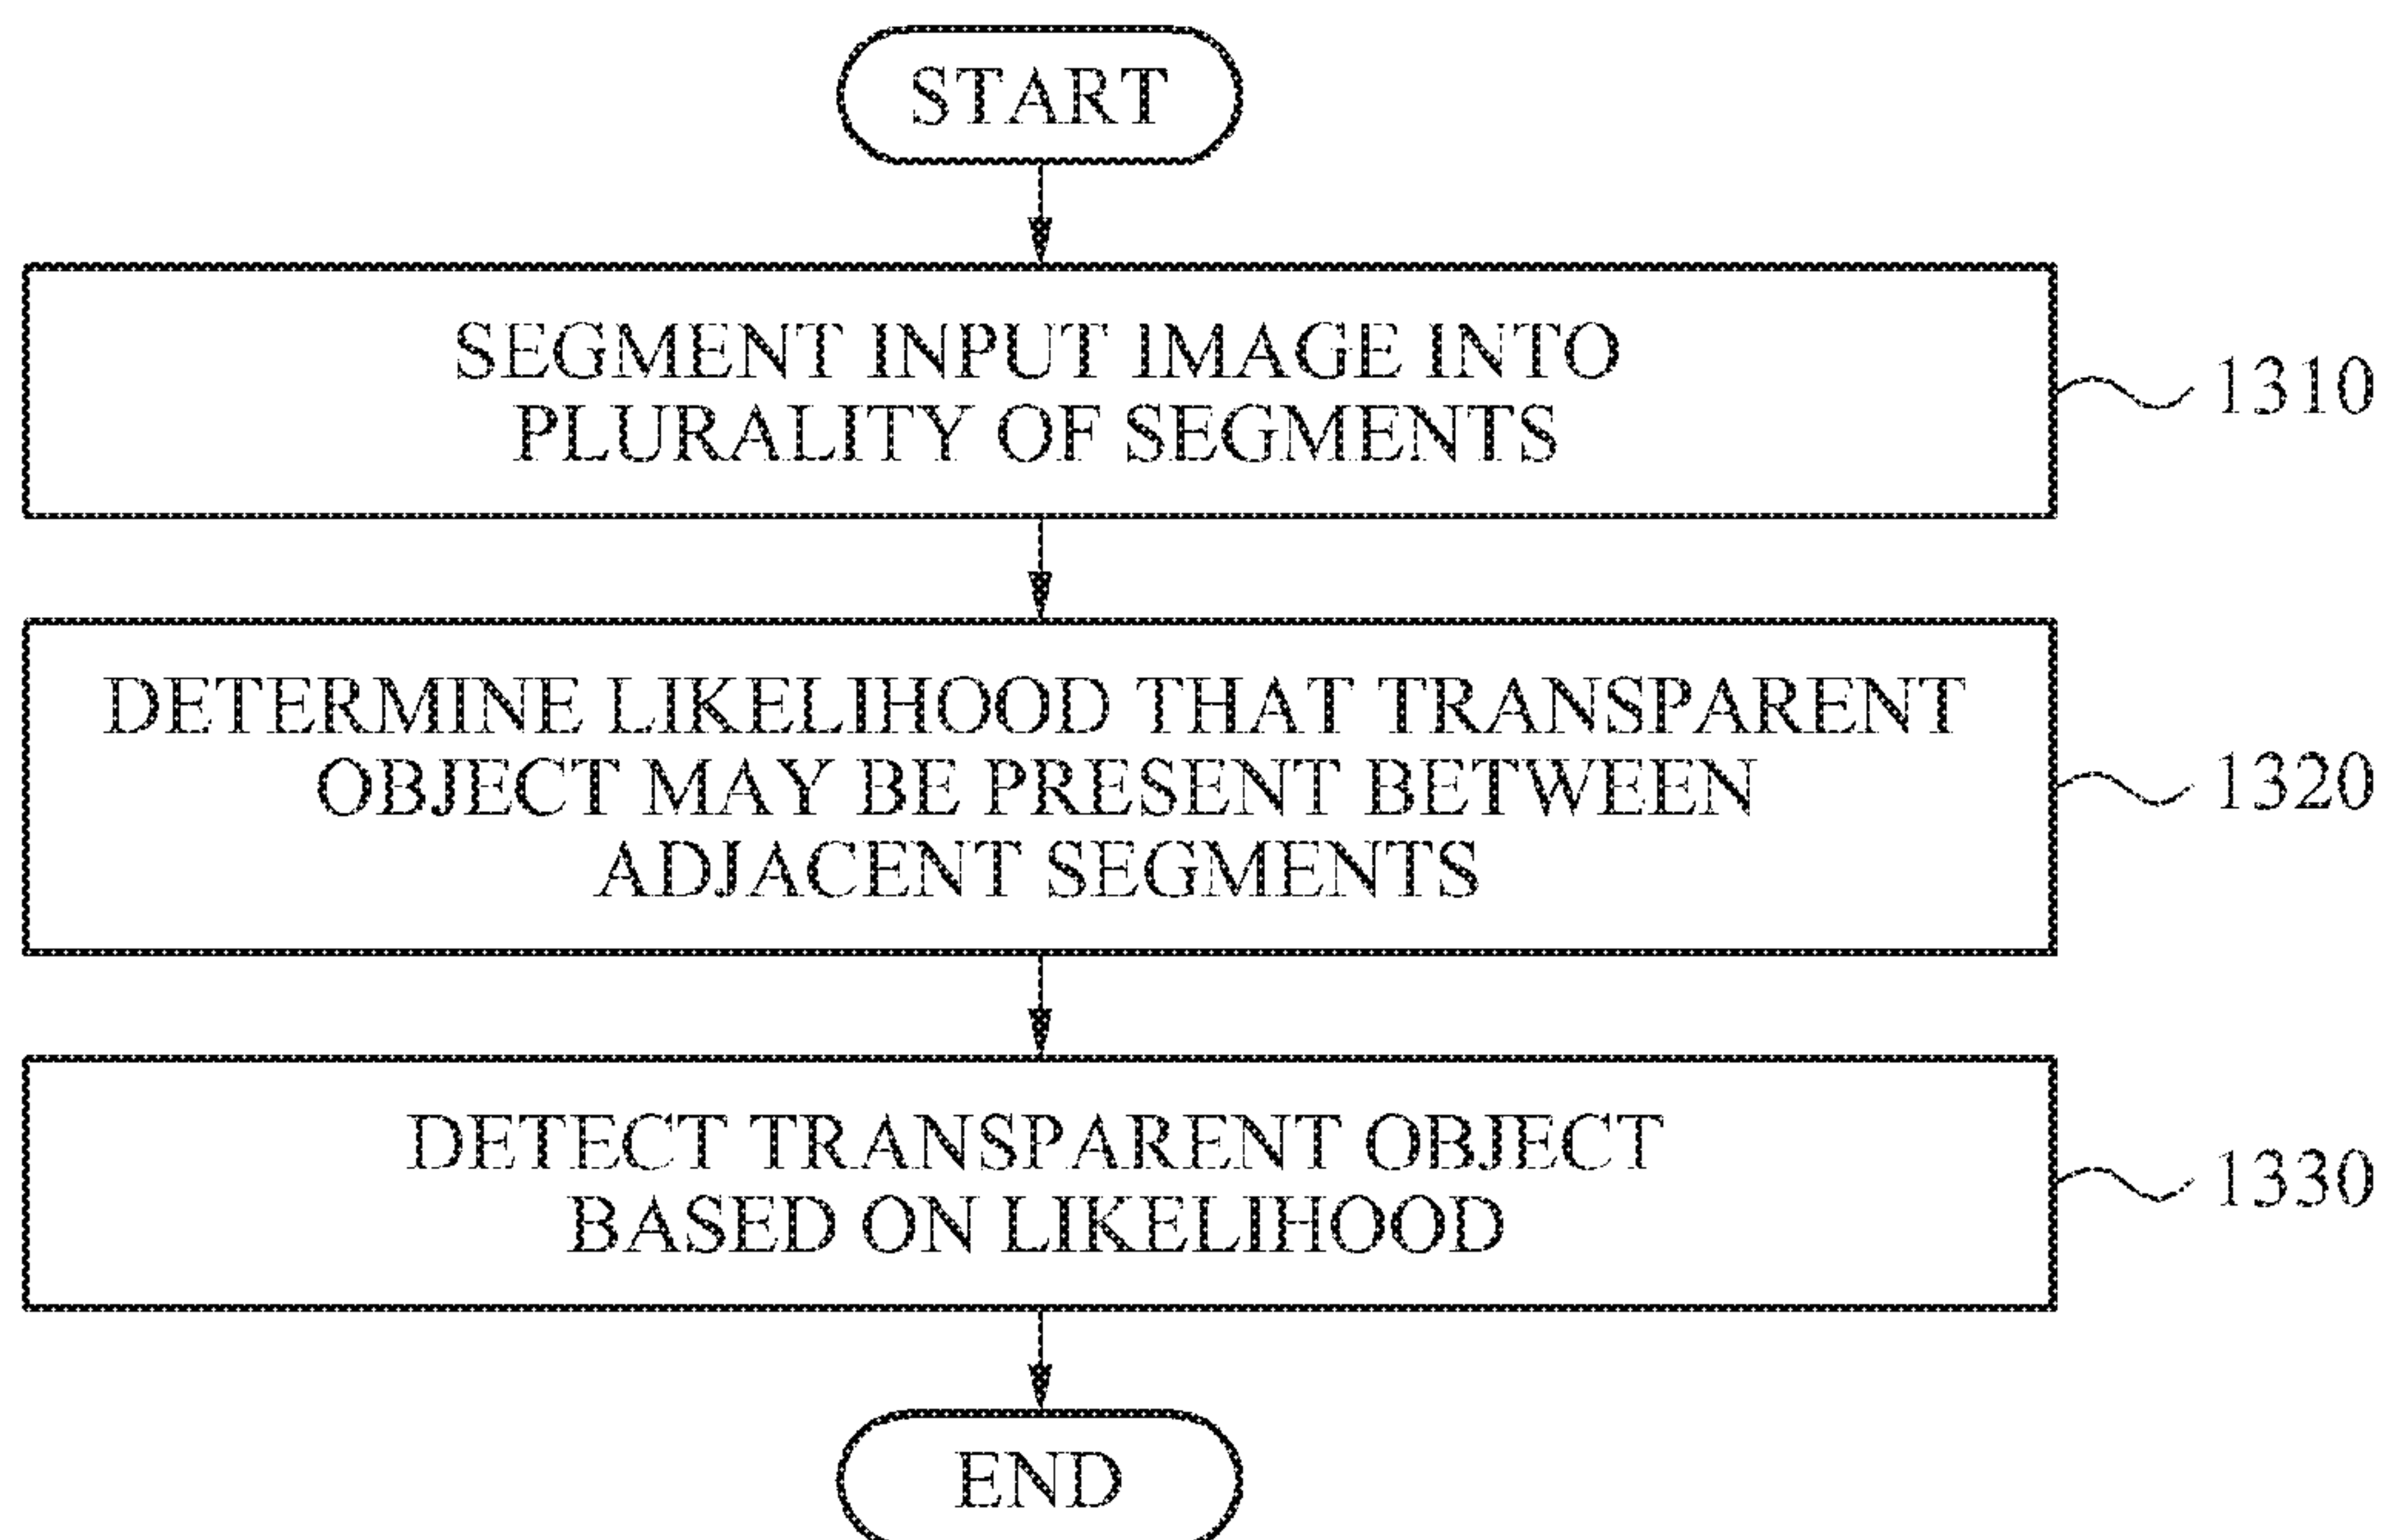 START
SEGMENT INPUT IMAGE INTO
PLURALITY OF SEGMENTS
1310
DETERMINE LIKELIHOOD THAT TRANSPARENT
OBJECT MAY BE PRESENT BETWEEN
ADJACENT SEGMENTS
1320
DETECT TRANSPARENT OBJECT
BASED ON LIKELIHOOD
1330
END